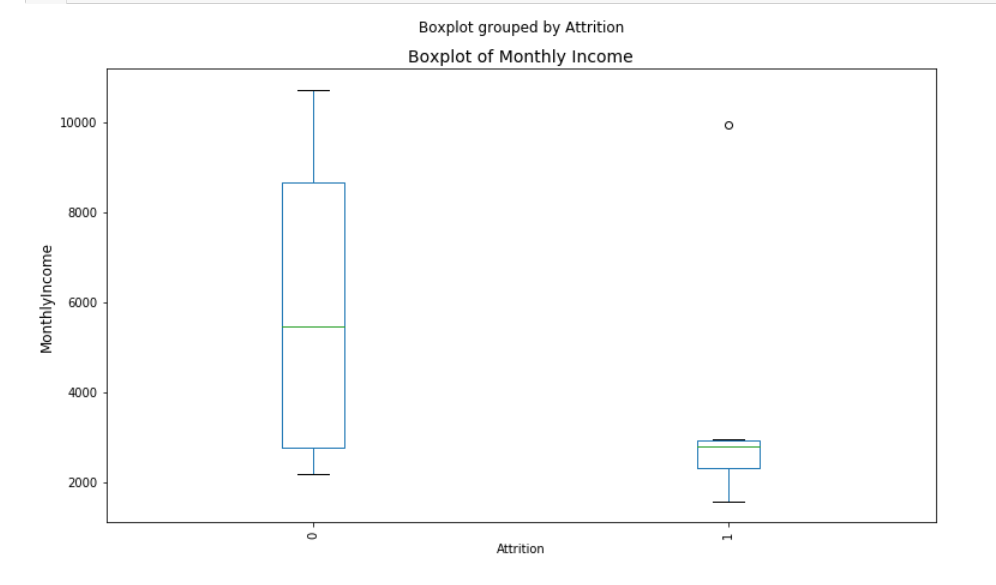 Boxplot grouped by Attrition
Boxplot of Monthly Income
10000
8000
6000
4000
2000
MonthlyIncome
0
1
Attrition